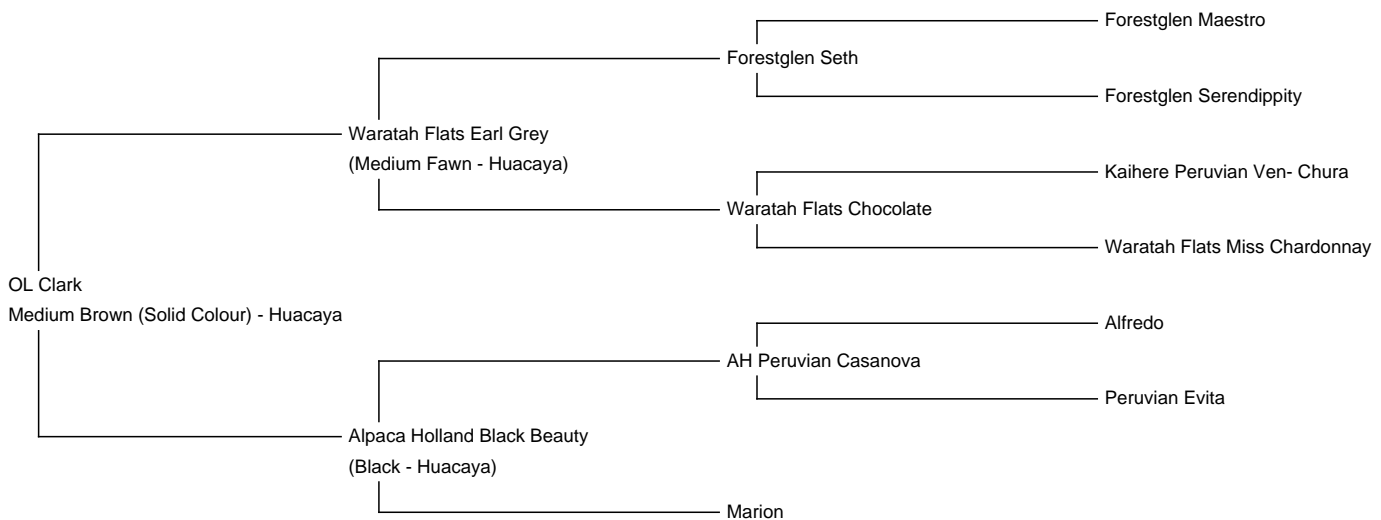 Forestglen Maestro
Forestglen Seth
Forestglen Serendippity
Waratah Flats Earl Grey
(Medium Fawn - Huacaya)
Kaihere Peruvian Ven- Chura
Waratah Flats Chocolate
Waratah Flats Miss Chardonnay
OL Clark
Medium Brown (Solid Colour) - Huacaya
Alfredo
AH Peruvian Casanova
Peruvian Evita
Alpaca Holland Black Beauty
(Black - Huacaya)
Marion